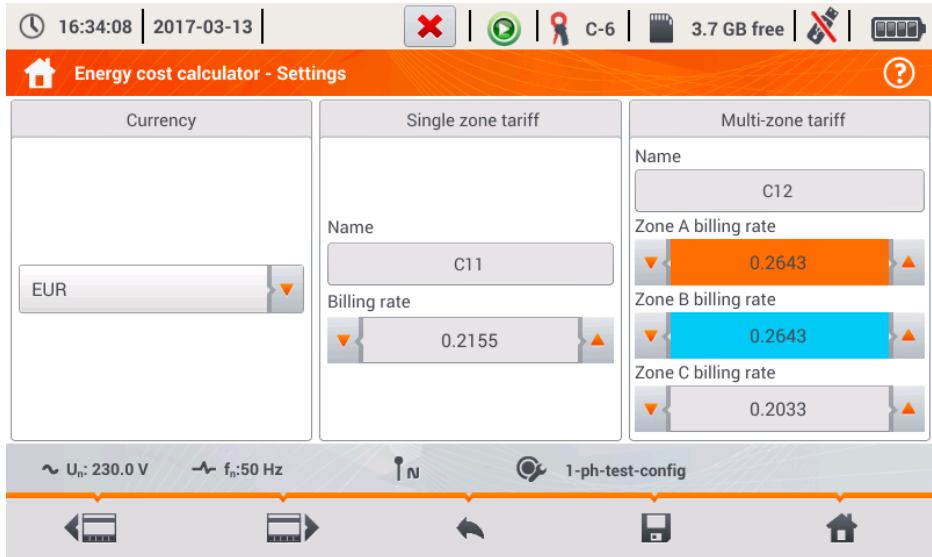 16:34:08 2017-03-13 C-6 3.7 GB free
Energy cost calculator - Settings ?
Currency
EUR
Single zone tariff
Name
C11
Billing rate
0.2155
Multi-zone tariff
Name
C12
Zone A billing rate
0.2643
Zone B billing rate
0.2643
Zone C billing rate
0.2033
Uₙ: 230.0 V fₙ:50 Hz N 1-ph-test-config